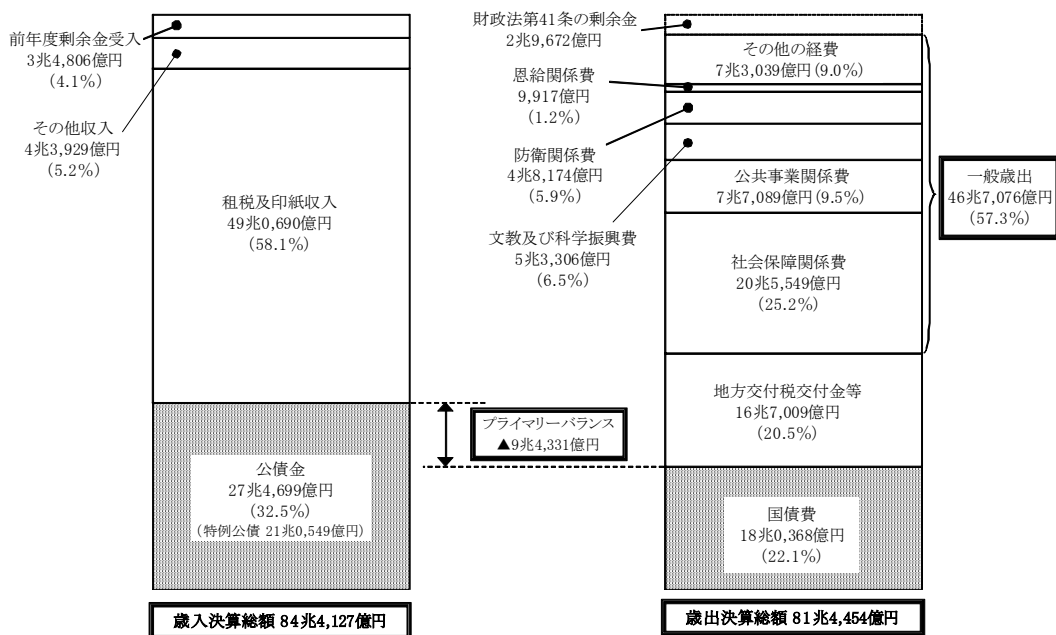 前年度剰余金受入
3兆4,806億円
(4.1%)
その他収入
4兆3,929億円
(5.2%)
租税及印紙収入
49兆0,690億円
(58.1%)
公債金
27兆4,699億円
(32.5%)
(特例公債 21兆0,549億円)
歳入決算総額 84兆4,127億円
プライマリーバランス
▲9兆4,331億円
財政法第41条の剰余金
2兆9,672億円
その他の経費
7兆3,039億円(9.0%)
恩給関係費
9,917億円
(1.2%)
防衛関係費
4兆8,174億円
(5.9%)
文教及び科学振興費
5兆3,306億円
(6.5%)
公共事業関係費
7兆7,089億円(9.5%)
社会保障関係費
20兆5,549億円
(25.2%)
一般歳出
46兆7,076億円
(57.3%)
地方交付税交付金等
16兆7,009億円
(20.5%)
国債費
18兆0,368億円
(22.1%)
歳出決算総額 81兆4,454億円